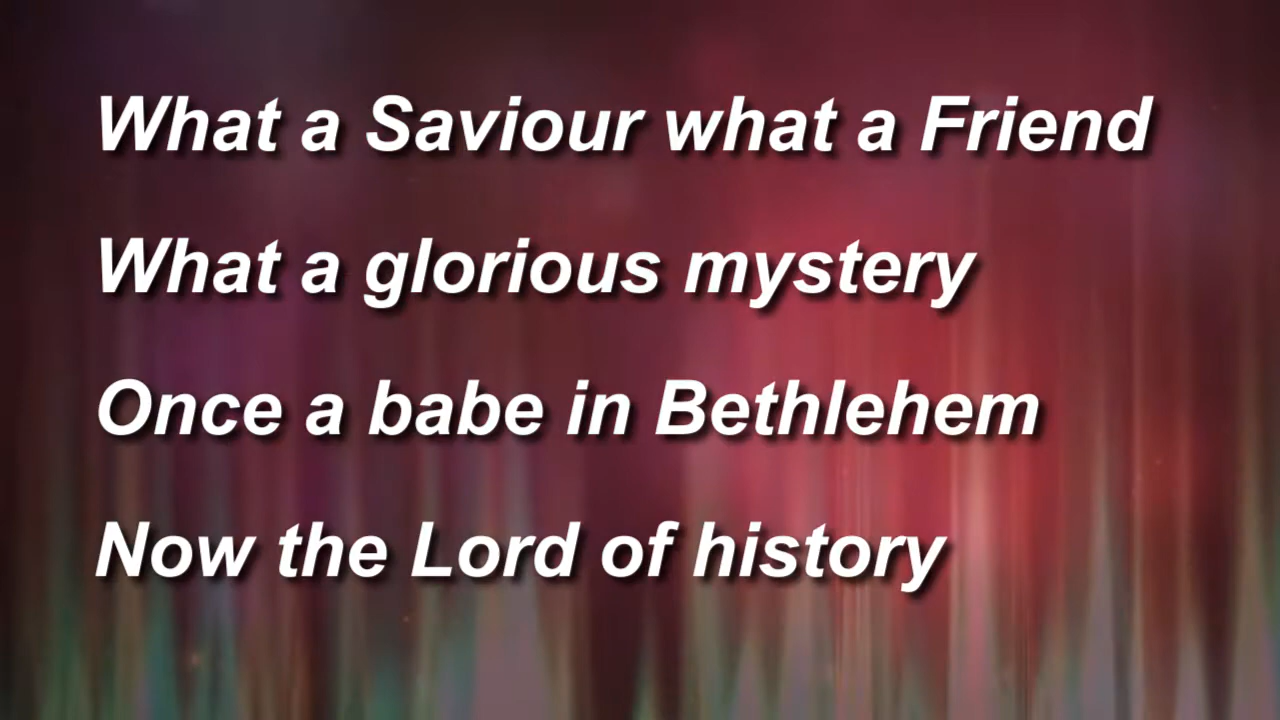 What a Saviour what a Friend
What a glorious mystery
Once a babe in Bethlehem
Now the Lord of history